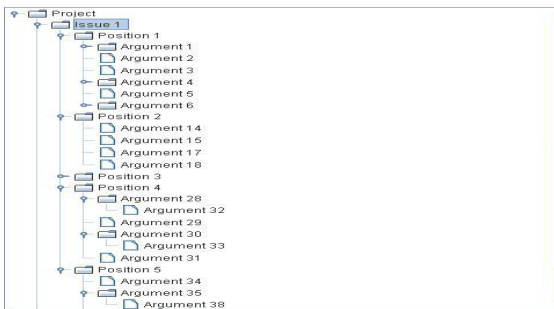 Project
Issue 1
Position 1
Argument 1
Argument 2
Argument 3
Argument 4
Argument 5
Argument 6
Position 2
Argument 14
Argument 15
Argument 17
Argument 18
Position 3
Position 4
Argument 28
Argument 32
Argument 29
Argument 30
Argument 33
Argument 31
Position 5
Argument 34
Argument 35
Argument 38